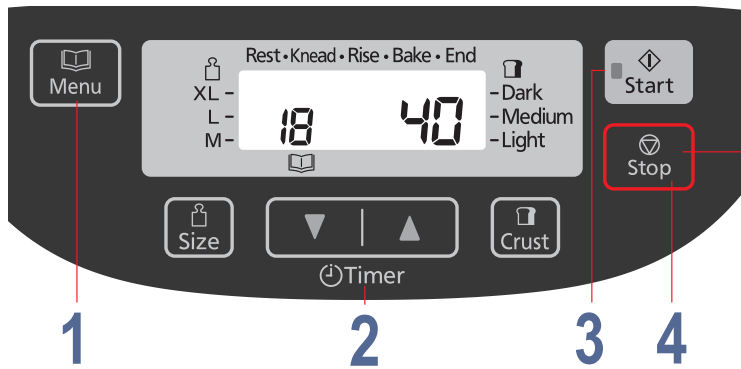 Rest • Knead • Rise • Bake • End
Menu
XL –
L –
M –
18
40
– Dark
– Medium
– Light
Start
Stop
Size
Timer
Crust
1
2
3
4